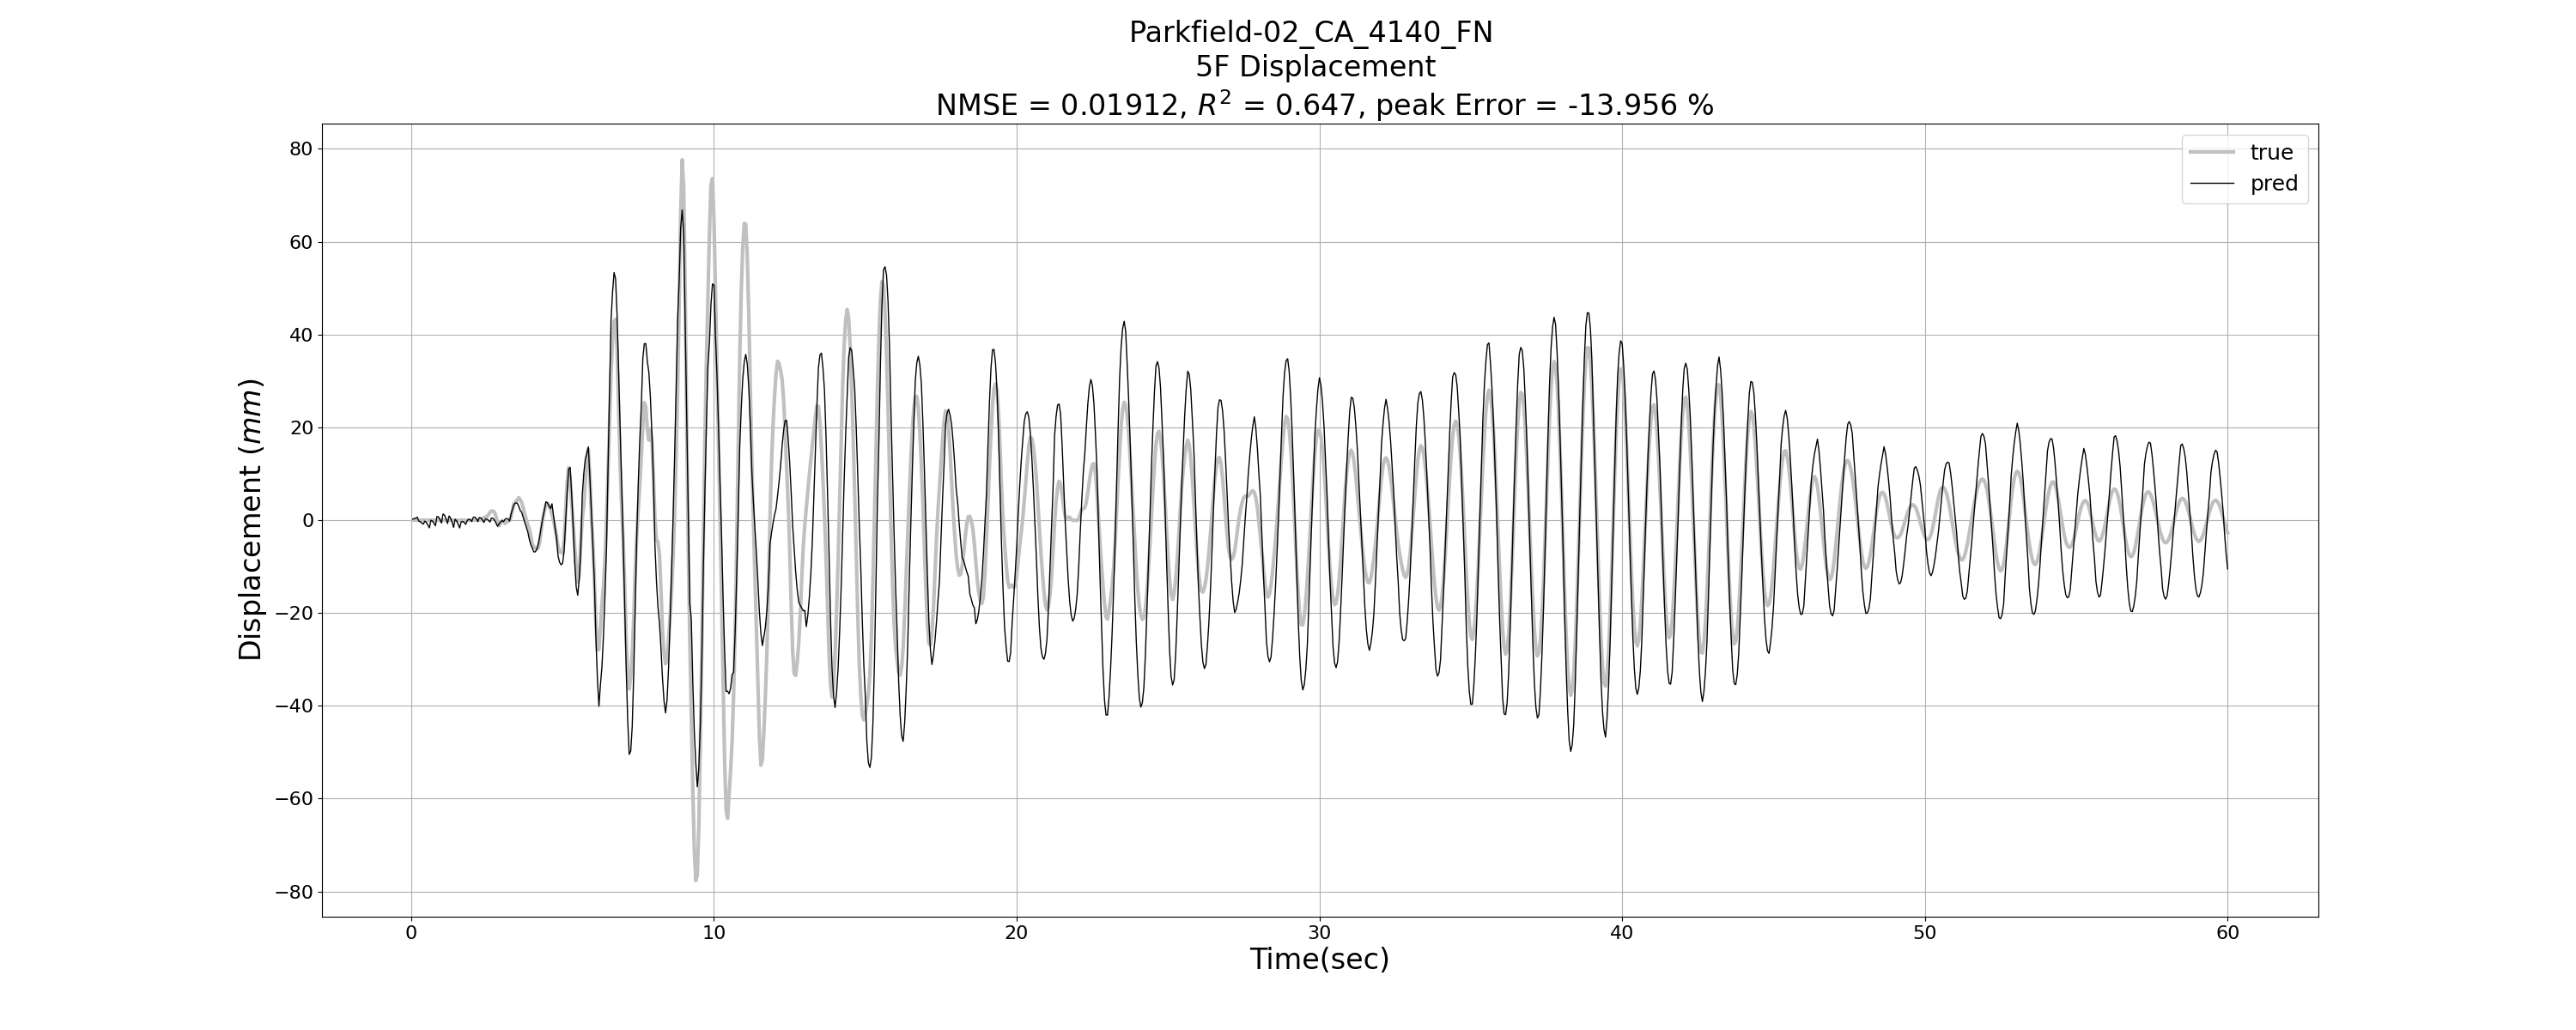 Parkfield-02_CA_4140_FN
5F Displacement
NMSE = 0.01912, R² = 0.647, peak Error = -13.956 %
true
pred
80
60
40
20
0
−20
−40
−60
−80
Displacement (mm)
0 10 20 30 40 50 60
Time(sec)